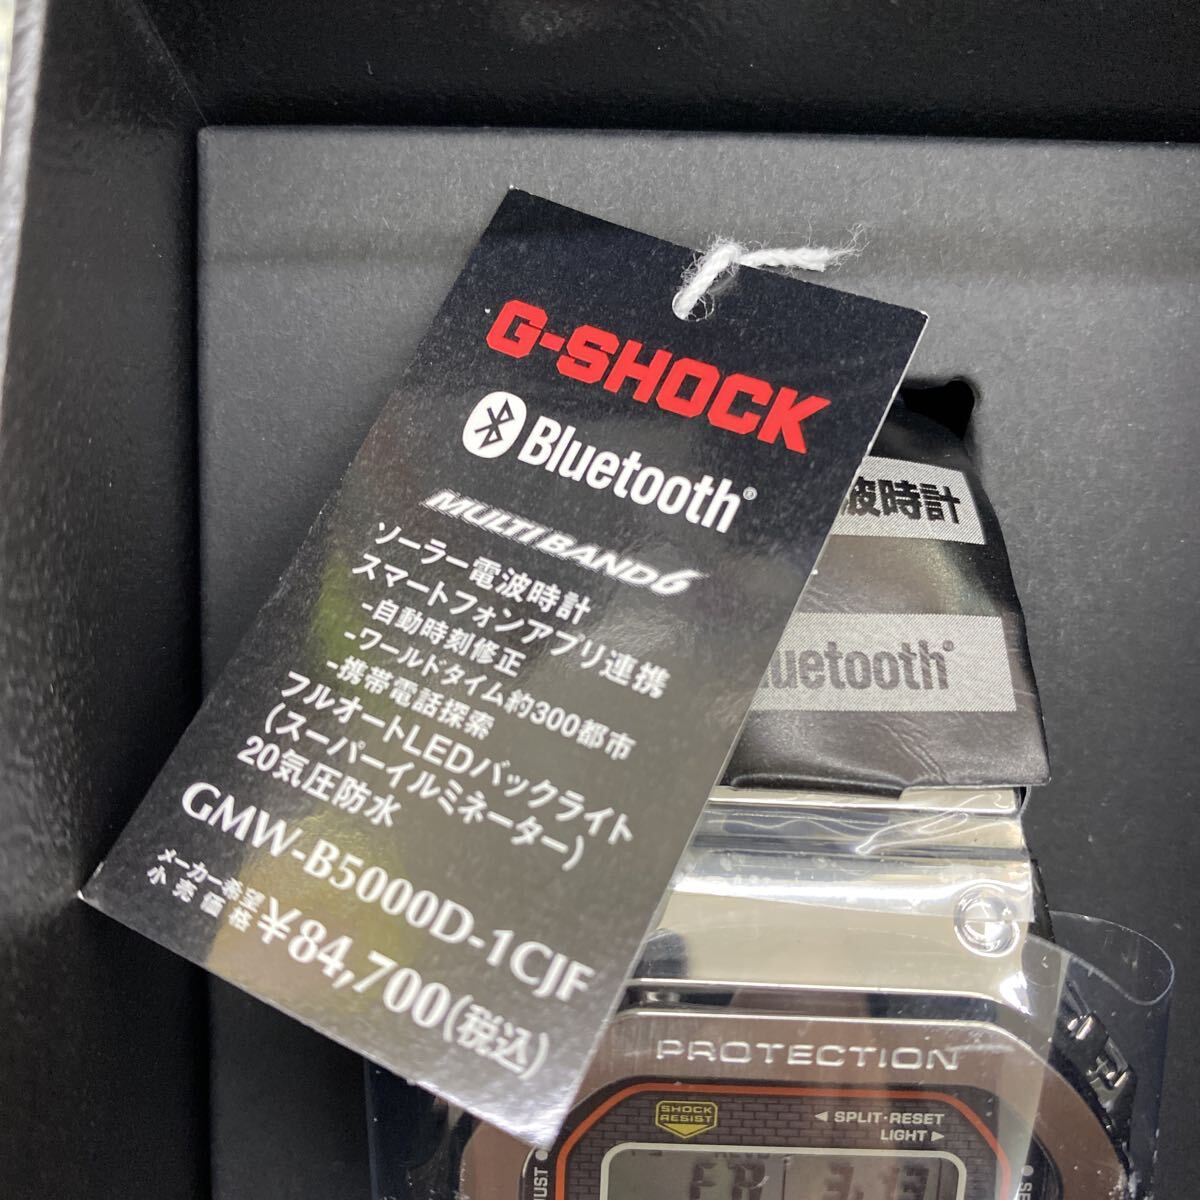 G-SHOCK
Bluetooth®
MULTIBAND6
ソーラー電波時計
スマートフォンアプリ連携
-自動時刻修正
-ワールドタイム約300都市
-携帯電話探索
フルオートLEDバックライト
(スーパーイルミネーター)
20気圧防水
GMW-B5000D-1CJF
メーカー希望
小売価格 ¥84,700(税込)
波時計
luetooth®
PROTECTION
SHOCK
RESIST
◄ SPLIT·RESET
LIGHT ►
FR 3.13